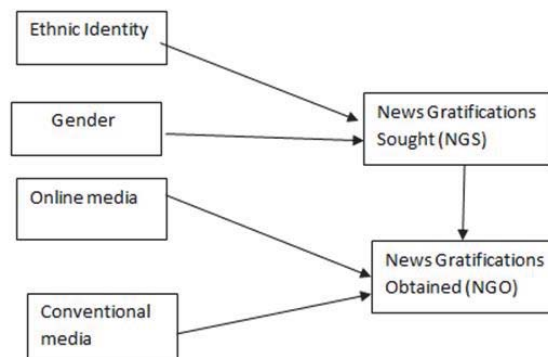 Ethnic Identity
Gender
Online media
Conventional
media
News Gratifications
Sought (NGS)
News Gratifications
Obtained (NGO)